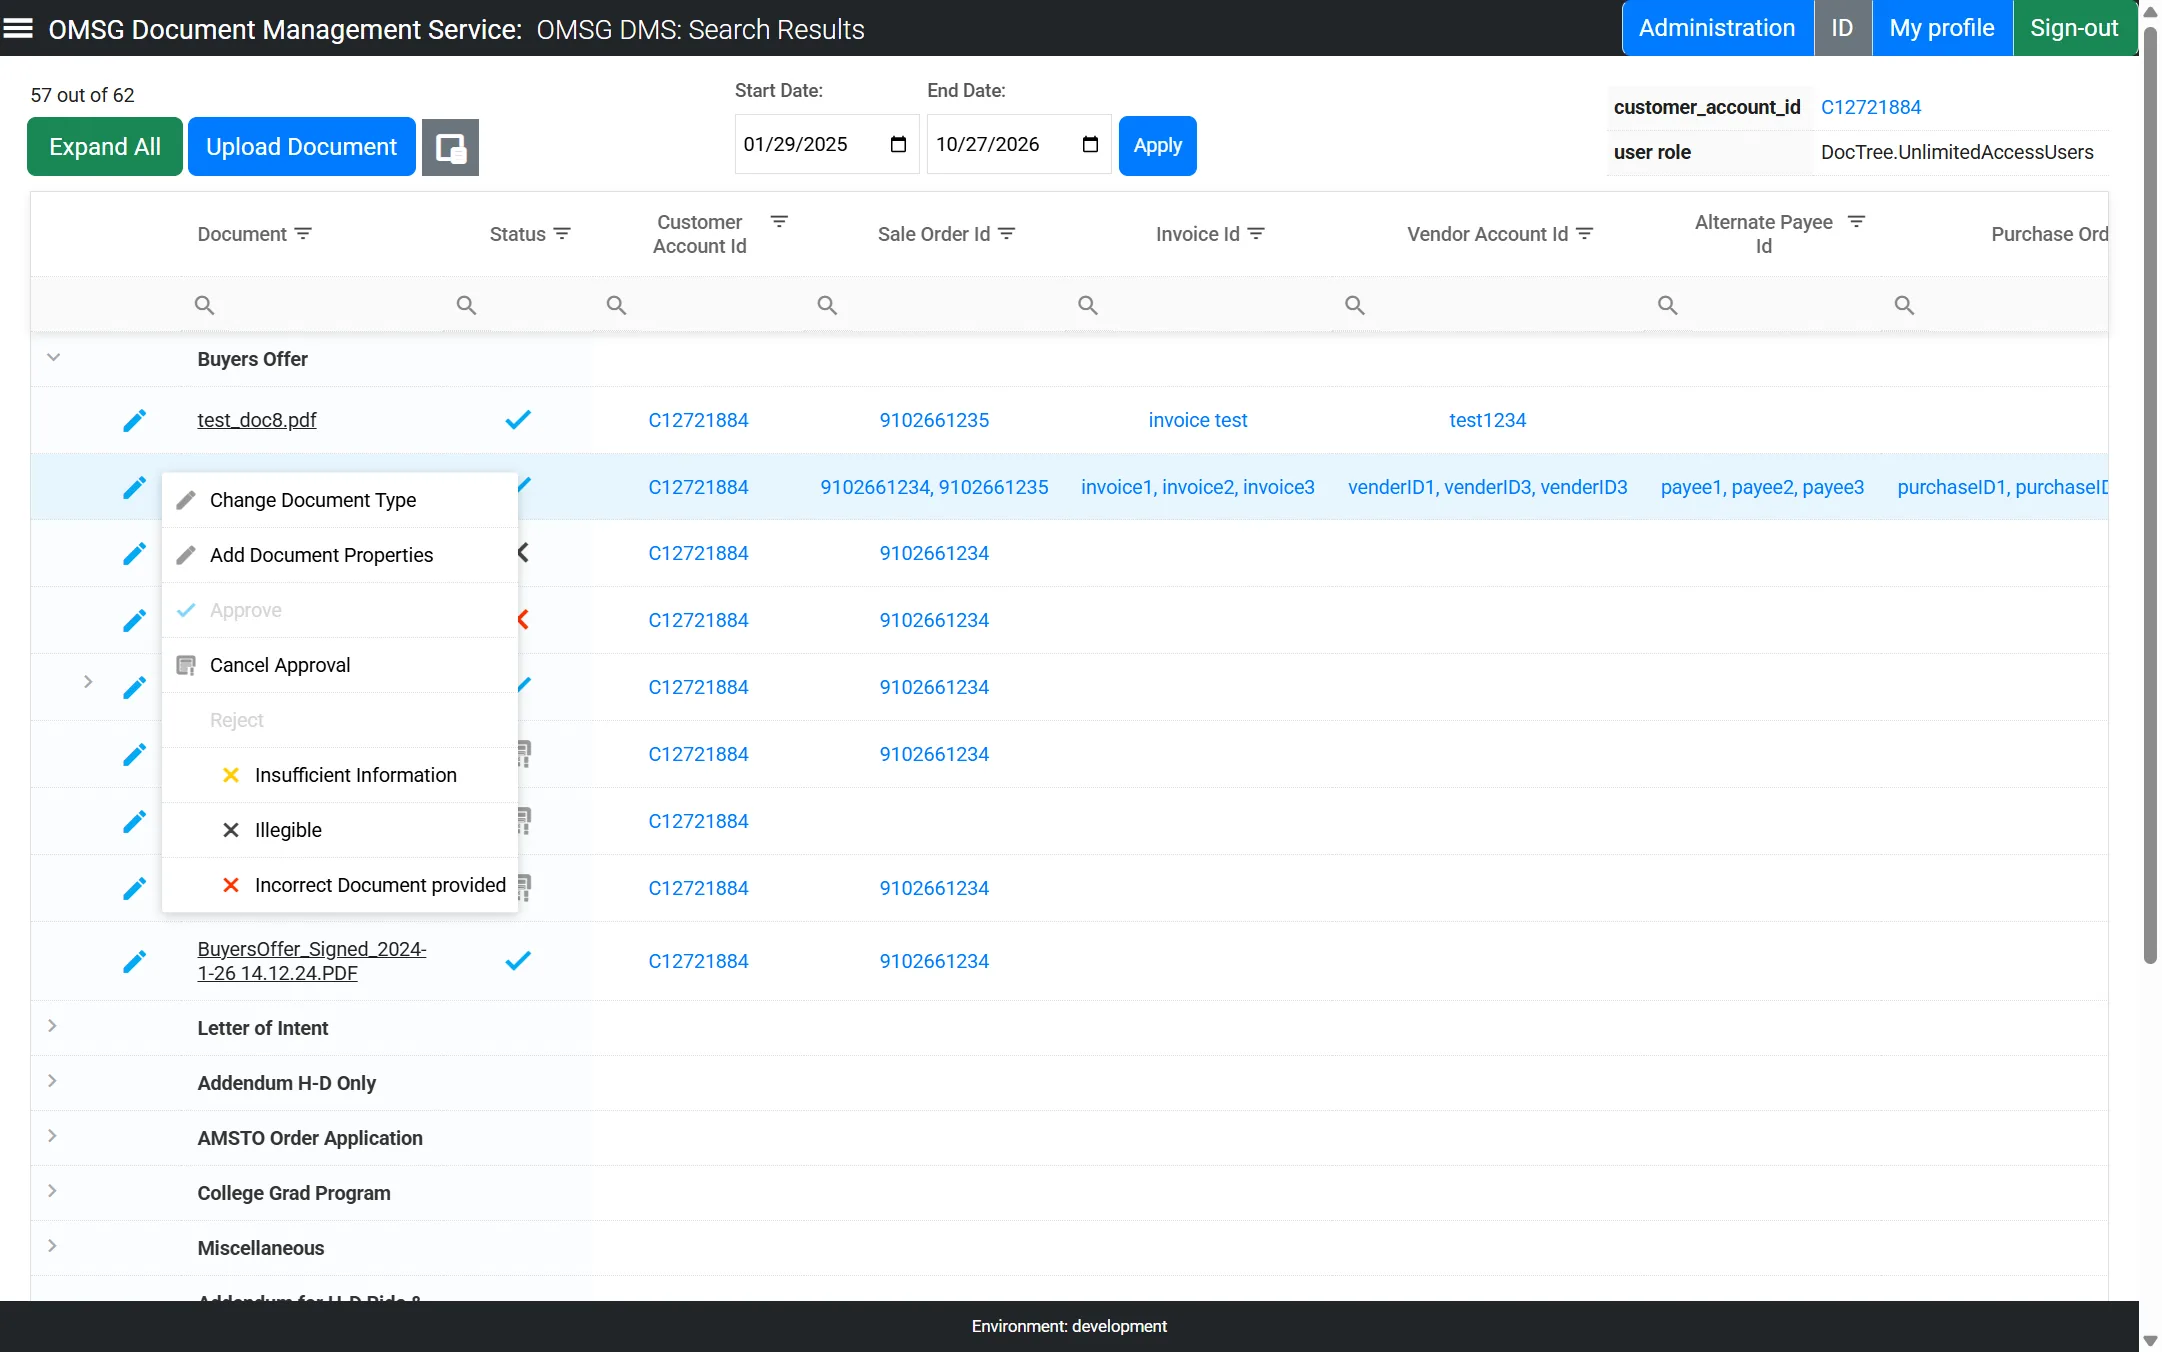 OMSG Document Management Service: OMSG DMS: Search Results
Administration ID My profile Sign-out
57 out of 62
Start Date: End Date:
customer_account_id C12721884
Expand All Upload Document 01/29/2025 10/27/2026 Apply
user role DocTree.UnlimitedAccessUsers
Document Status Customer Account Id Sale Order Id Invoice Id Vendor Account Id Alternate Payee Id Purchase Ord
Buyers Offer
test_doc8.pdf C12721884 9102661235 invoice test test1234
C12721884 9102661234, 9102661235 invoice1, invoice2, invoice3 venderID1, venderID3, venderID3 payee1, payee2, payee3 purchaseID1, purchaseID
Change Document Type
Add Document Properties C12721884 9102661234
Approve C12721884 9102661234
Cancel Approval C12721884 9102661234
Reject
Insufficient Information C12721884 9102661234
Illegible C12721884
Incorrect Document provided C12721884 9102661234
BuyersOffer_Signed_2024-
1-26 14.12.24.PDF C12721884 9102661234
Letter of Intent
Addendum H-D Only
AMSTO Order Application
College Grad Program
Miscellaneous
Addendum for H-D Ride &
Environment: development